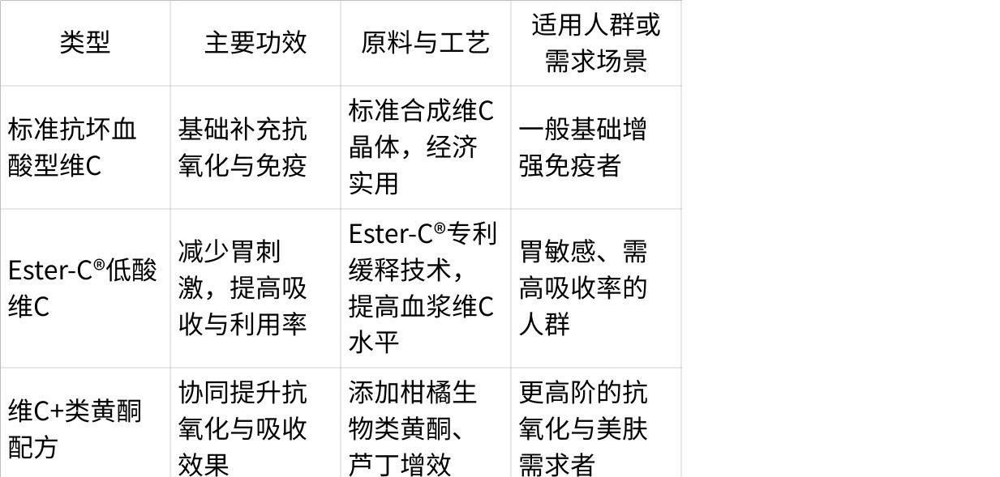 类型
主要功效
原料与工艺
适用人群或
需求场景
标准抗坏血
酸型维C
基础补充抗
氧化与免疫
标准合成维C
晶体，经济
实用
一般基础增
强免疫者
Ester-C®低酸
维C
减少胃刺
激，提高吸
收与利用率
Ester-C®专利
缓释技术，
提高血浆维C
水平
胃敏感、需
高吸收率的
人群
维C+类黄酮
配方
协同提升抗
氧化与吸收
效果
添加柑橘生
物类黄酮、
芦丁增效
更高阶的抗
氧化与美肤
需求者